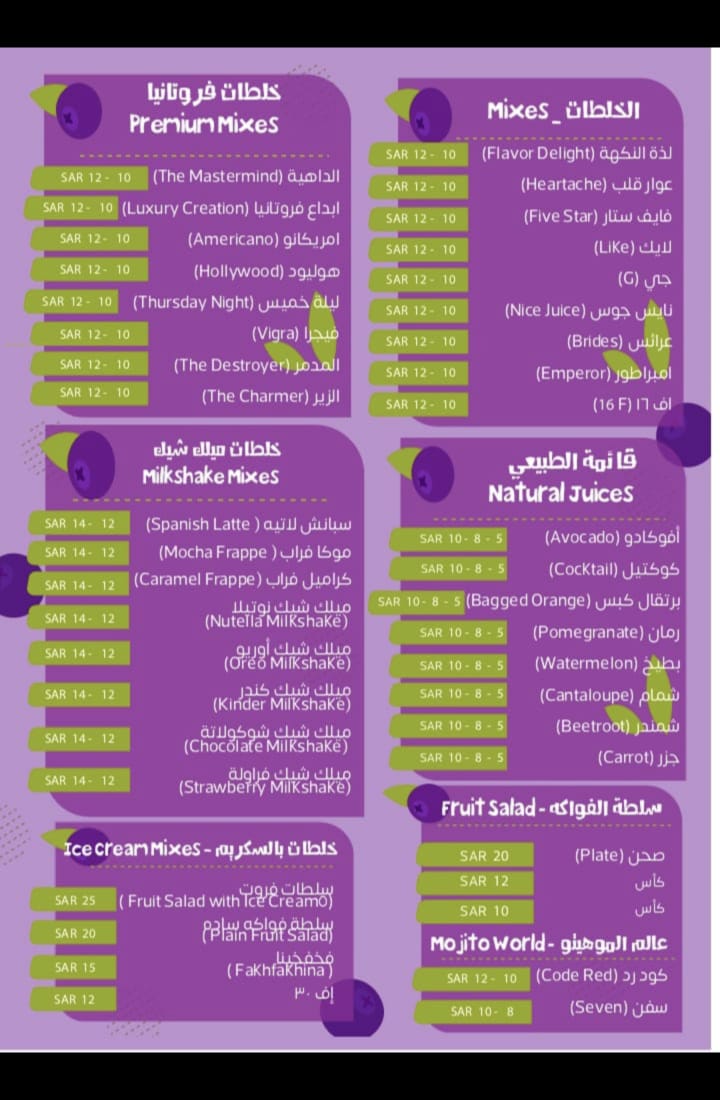 الخلطات _ Mixes
لذة النكهة (Flavor Delight) SAR 12 - 10
عوار قلب (Heartache) SAR 12 - 10
فايف ستار (Five Star) SAR 12 - 10
لايك (Like) SAR 12 - 10
جي (G) SAR 12 - 10
نايس جوس (Nice Juice) SAR 12 - 10
عرائس (Brides) SAR 12 - 10
امبراطور (Emperor) SAR 12 - 10
اف ١٦ (16 F) SAR 12 - 10
خلطات فروتانيا
Premium Mixes
الداهية (The Mastermind) SAR 12 - 10
ابداع فروتانيا (Luxury Creation) SAR 12 - 10
امريكانو (Americano) SAR 12 - 10
هوليود (Hollywood) SAR 12 - 10
ليلة خميس (Thursday Night) SAR 12 - 10
فيجرا (Vigra) SAR 12 - 10
المدمر (The Destroyer) SAR 12 - 10
الزير (The Charmer) SAR 12 - 10
قائمة الطبيعي
Natural Juices
أفوكادو (Avocado) SAR 10 - 8 - 5
كوكتيل (Cocktail) SAR 10 - 8 - 5
برتقال كبس (Bagged Orange) SAR 10 - 8 - 5
رمان (Pomegranate) SAR 10 - 8 - 5
بطيخ (Watermelon) SAR 10 - 8 - 5
شمام (Cantaloupe) SAR 10 - 8 - 5
شمندر (Beetroot) SAR 10 - 8 - 5
جزر (Carrot) SAR 10 - 8 - 5
خلطات ميلك شيك
Milkshake Mixes
سبانش لاتيه (Spanish Latte ) SAR 14 - 12
موكا فراب (Mocha Frappe ) SAR 14 - 12
كراميل فراب (Caramel Frappe) SAR 14 - 12
ميلك شيك نوتيلا
(Nutella Milkshake) SAR 14 - 12
ميلك شيك أوريو
(Oreo Milkshake) SAR 14 - 12
ميلك شيك كندر
(Kinder Milkshake) SAR 14 - 12
ميلك شيك شوكولاتة
(Chocolate Milkshake) SAR 14 - 12
ميلك شيك فراولة
(Strawberry Milkshake) SAR 14 - 12
سلطة الفواكه - Fruit Salad
صحن (Plate) SAR 20
كأس SAR 12
كأس SAR 10
عالم الموهيتو - Mojito World
كود رد (Code Red) SAR 12 - 10
سفن (Seven) SAR 10 - 8
خلطات بالسكريم - Ice Cream Mixes
سلطات فروت
( Fruit Salad with Ice Creamo) SAR 25
سلطة فواكه ساده
(Plain Fruit Salad) SAR 20
فخفخينا
(Fakhfakhina ) SAR 15
إف ٣٠ SAR 12